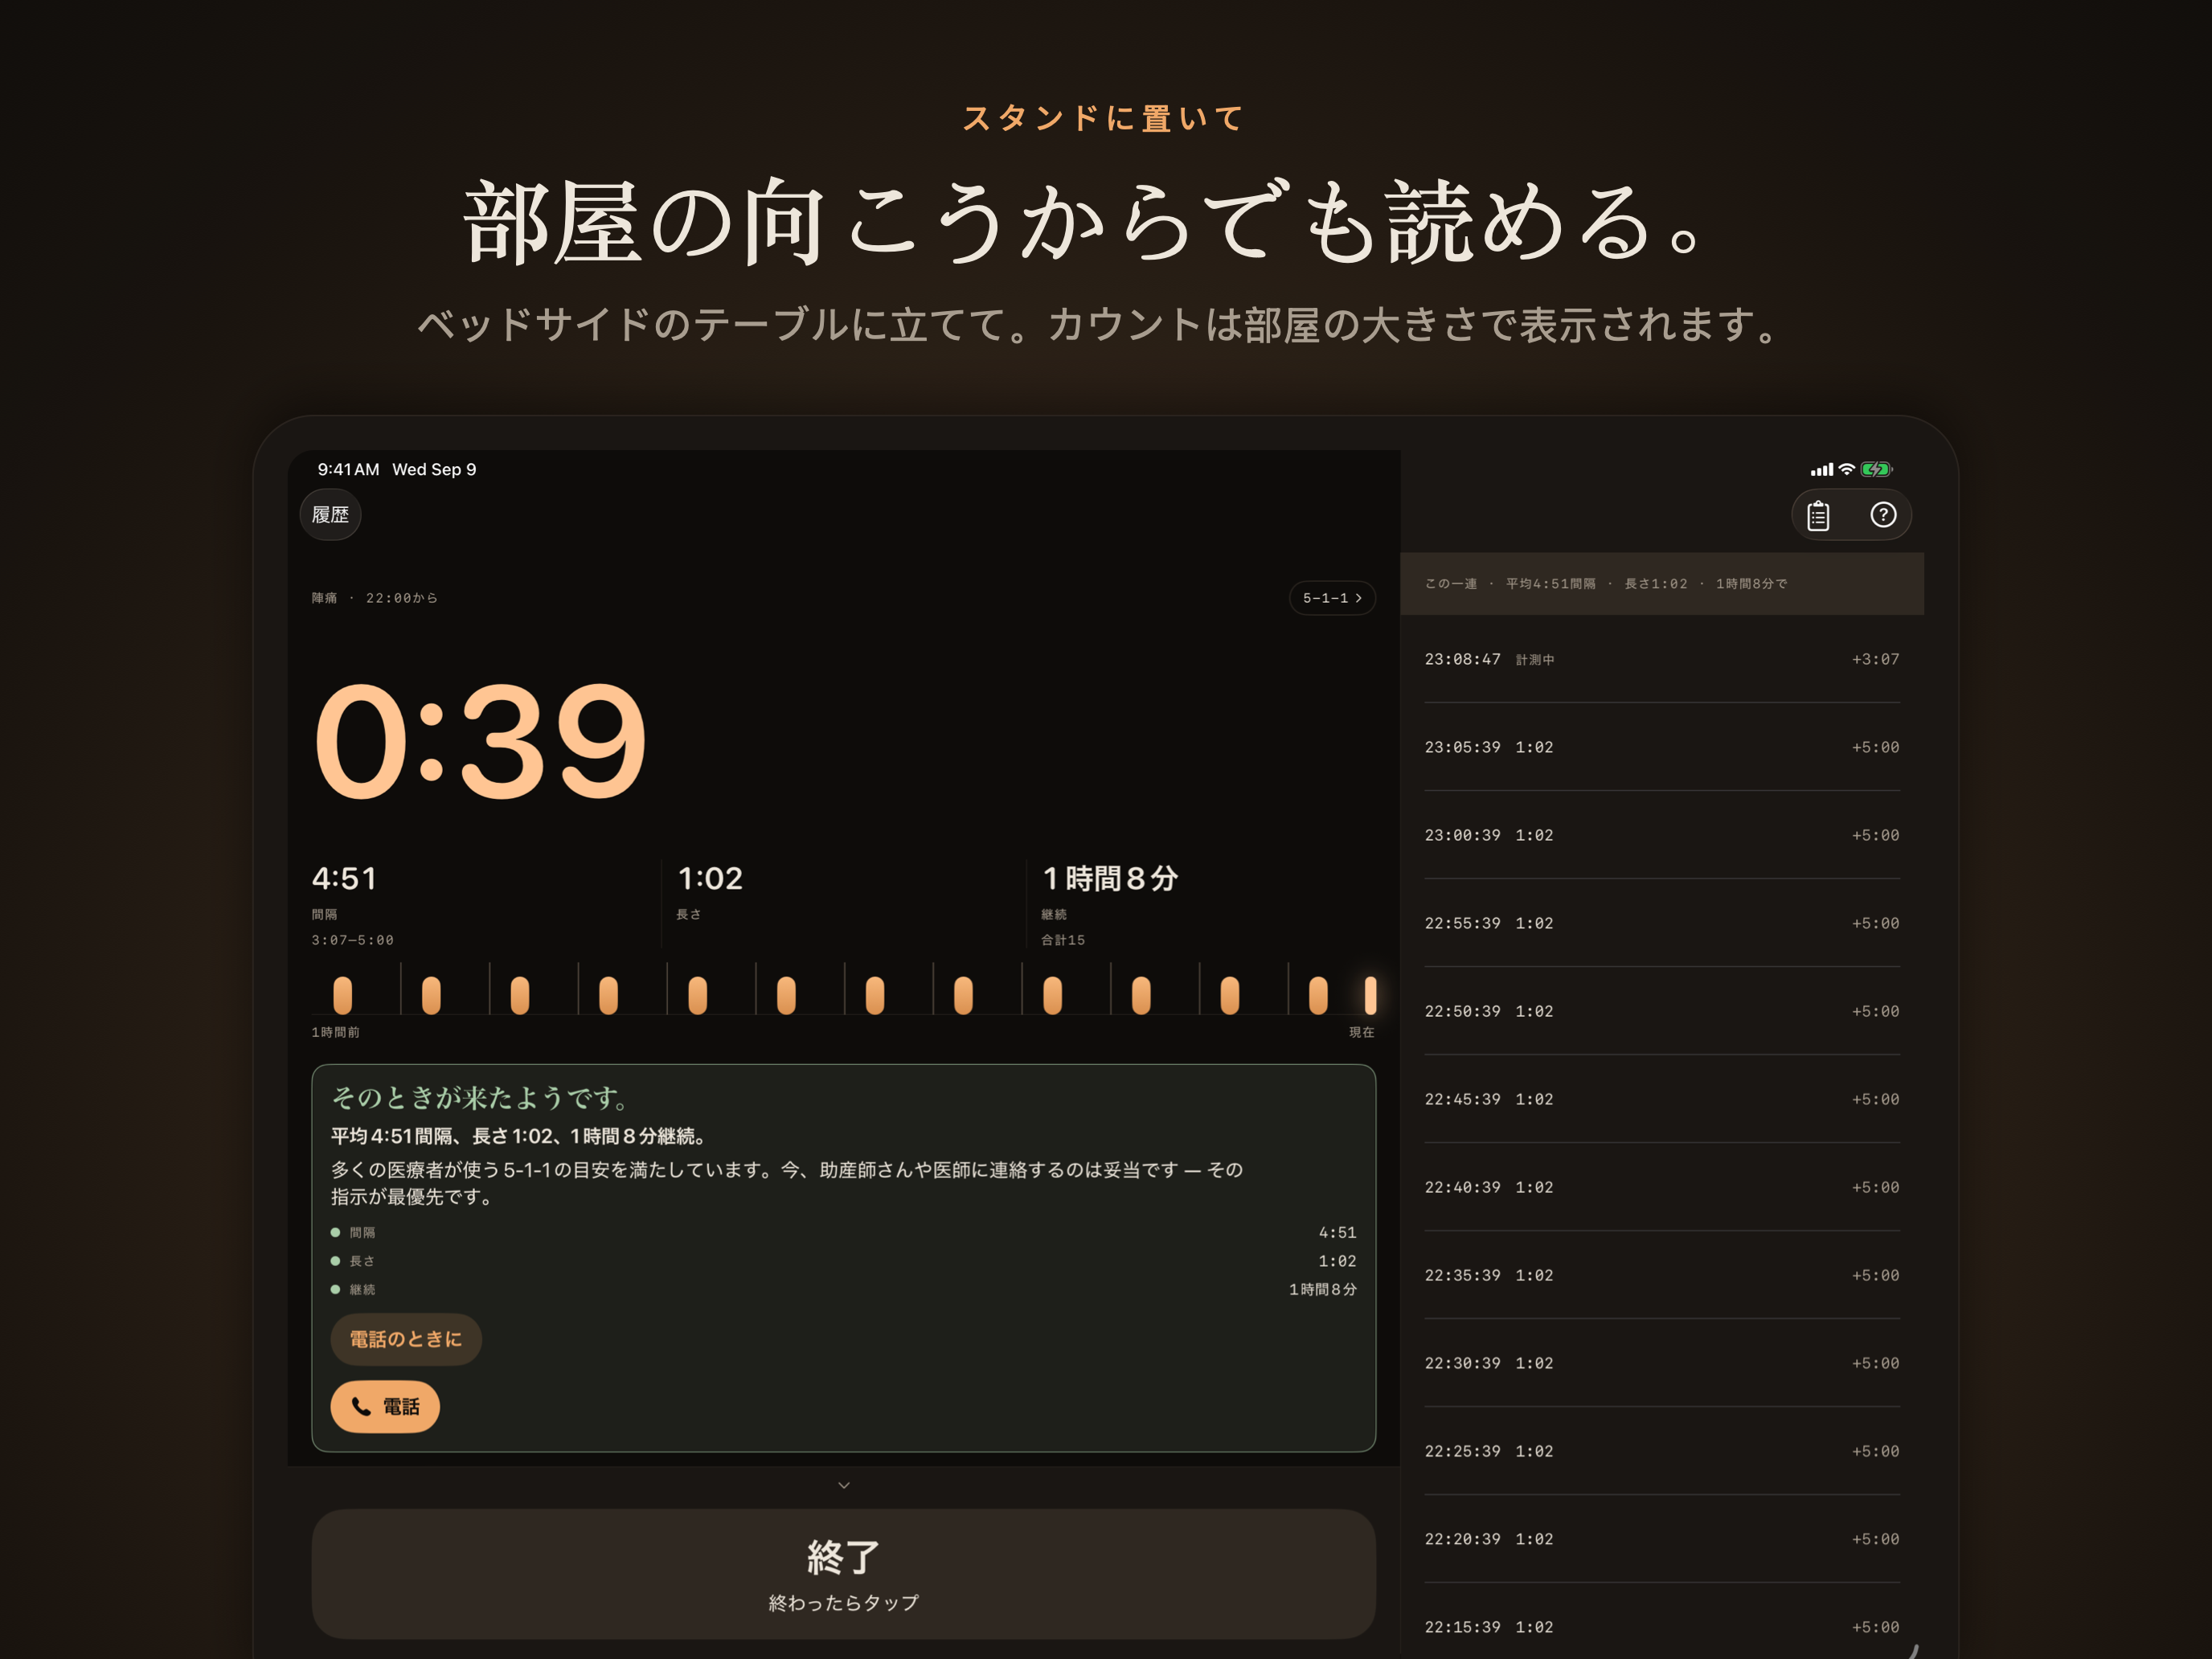 スタンドに置いて
部屋の向こうからでも読める。
ベッドサイドのテーブルに立てて。カウントは部屋の大きさで表示されます。
9:41 AM Wed Sep 9
履歴
陣痛 · 22:00から
5-1-1
0:39
4:51
間隔
3:07–5:00
1:02
長さ
1時間8分
継続
合計15
1時間前
現在
そのときが来たようです。
平均4:51間隔、長さ1:02、1時間8分継続。
多くの医療者が使う5-1-1の目安を満たしています。今、助産師さんや医師に連絡するのは妥当です — その
指示が最優先です。
間隔 4:51
長さ 1:02
継続 1時間8分
電話のときに
電話
終了
終わったらタップ
この一連 · 平均4:51間隔 · 長さ1:02 · 1時間8分で
23:08:47 計測中 +3:07
23:05:39 1:02 +5:00
23:00:39 1:02 +5:00
22:55:39 1:02 +5:00
22:50:39 1:02 +5:00
22:45:39 1:02 +5:00
22:40:39 1:02 +5:00
22:35:39 1:02 +5:00
22:30:39 1:02 +5:00
22:25:39 1:02 +5:00
22:20:39 1:02 +5:00
22:15:39 1:02 +5:00